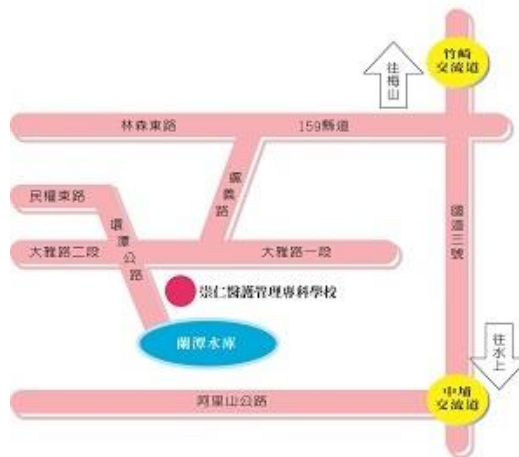 竹崎
交流道
往梅山
林森東路
159縣道
盧義路
民權東路
環潭公路
國道三號
大雅路二段
大雅路一段
崇仁醫護管理專科學校
蘭潭水庫
往水上
阿里山公路
中埔
交流道